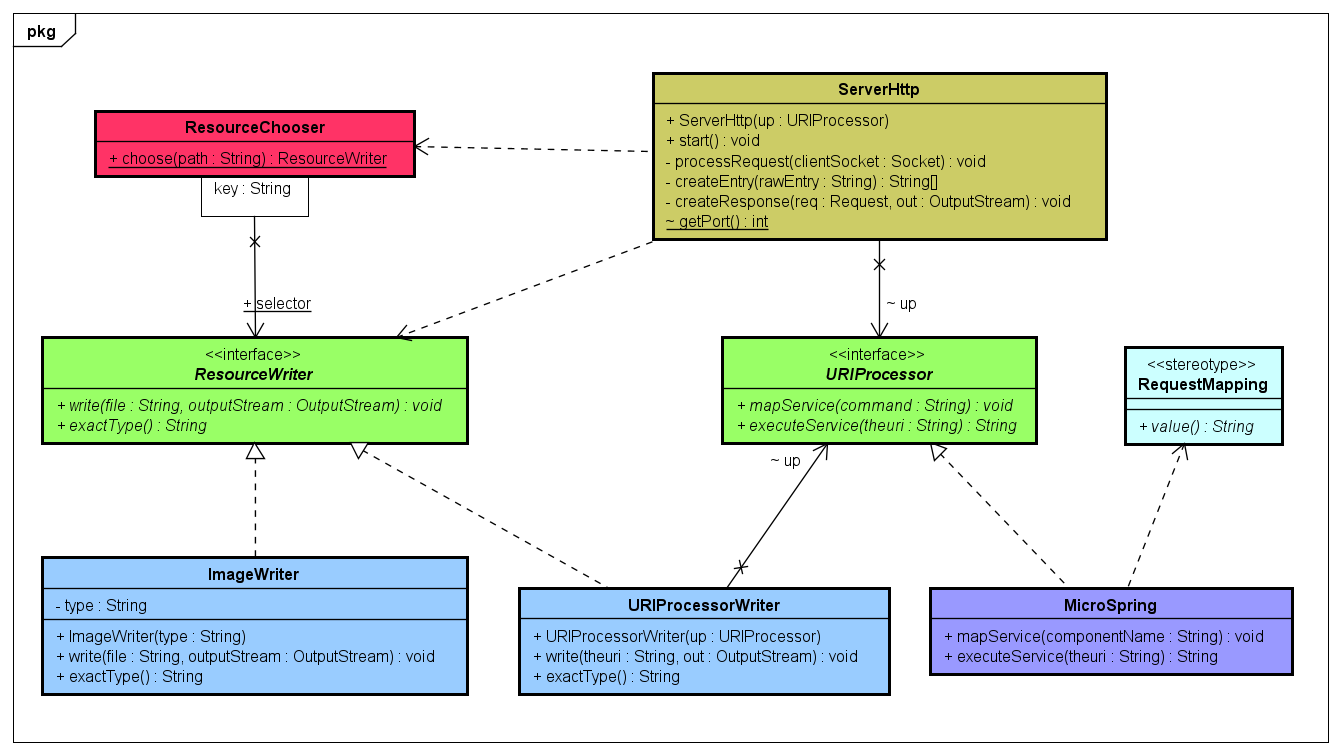 pkg
ServerHttp
+ ServerHttp(up : URIProcessor)
+ start() : void
- processRequest(clientSocket : Socket) : void
- createEntry(rawEntry : String) : String[]
- createResponse(req : Request, out : OutputStream) : void
~ getPort() : int
ResourceChooser
+ choose(path : String) : ResourceWriter
key : String
+ selector
~ up
<<interface>>
ResourceWriter
+ write(file : String, outputStream : OutputStream) : void
+ exactType() : String
<<interface>>
URIProcessor
+ mapService(command : String) : void
+ executeService(theuri : String) : String
<<stereotype>>
RequestMapping
+ value() : String
~ up
ImageWriter
- type : String
+ ImageWriter(type : String)
+ write(file : String, outputStream : OutputStream) : void
+ exactType() : String
URIProcessorWriter
+ URIProcessorWriter(up : URIProcessor)
+ write(theuri : String, out : OutputStream) : void
+ exactType() : String
MicroSpring
+ mapService(componentName : String) : void
+ executeService(theuri : String) : String